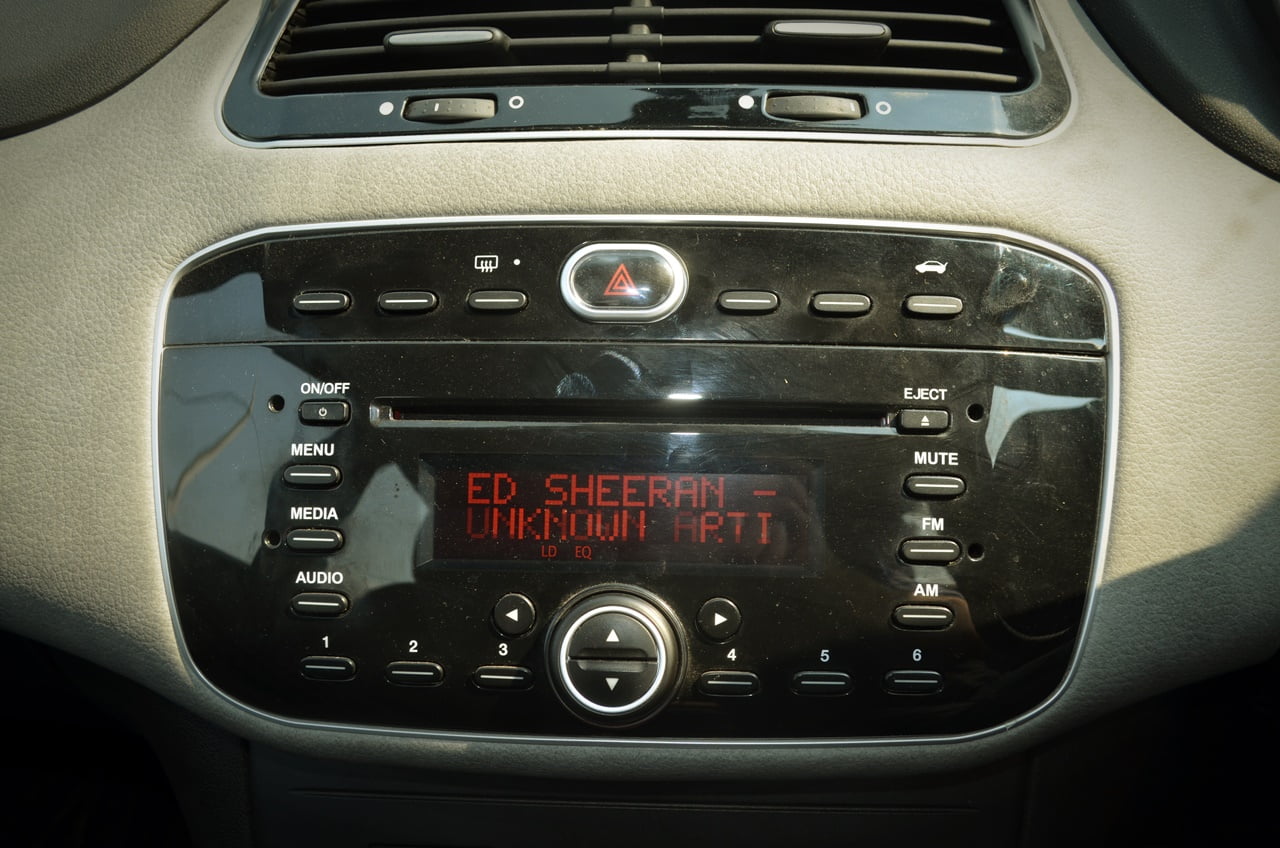 ON/OFF
EJECT
MENU
MUTE
ED SHEERAN -
UNKNOWN ARTI
MEDIA
FM
LD EQ
AUDIO
AM
1 2 3 4 5 6